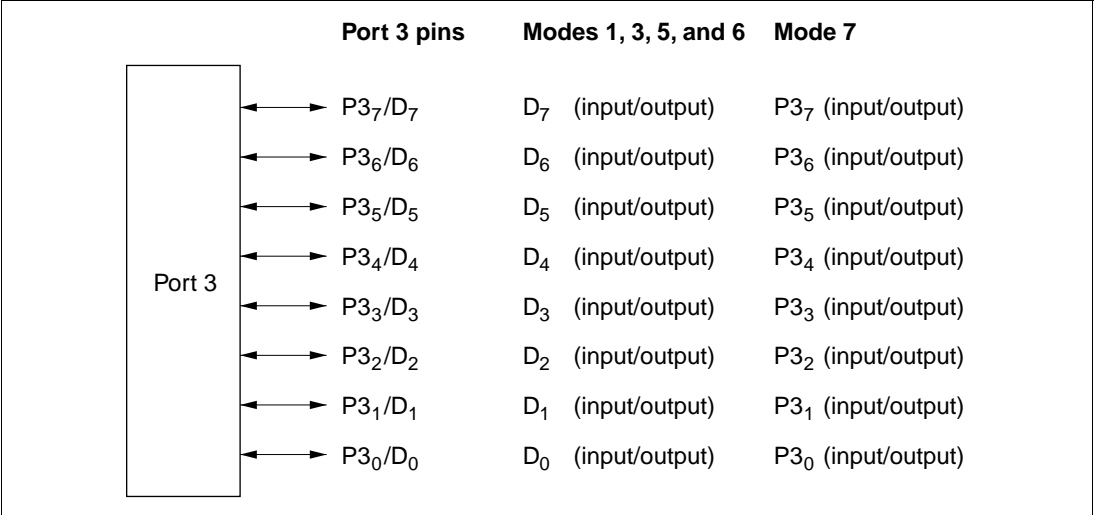 Port 3 pins Modes 1, 3, 5, and 6 Mode 7
P3₇/D₇ D₇ (input/output) P3₇ (input/output)
P3₆/D₆ D₆ (input/output) P3₆ (input/output)
P3₅/D₅ D₅ (input/output) P3₅ (input/output)
P3₄/D₄ D₄ (input/output) P3₄ (input/output)
Port 3
P3₃/D₃ D₃ (input/output) P3₃ (input/output)
P3₂/D₂ D₂ (input/output) P3₂ (input/output)
P3₁/D₁ D₁ (input/output) P3₁ (input/output)
P3₀/D₀ D₀ (input/output) P3₀ (input/output)